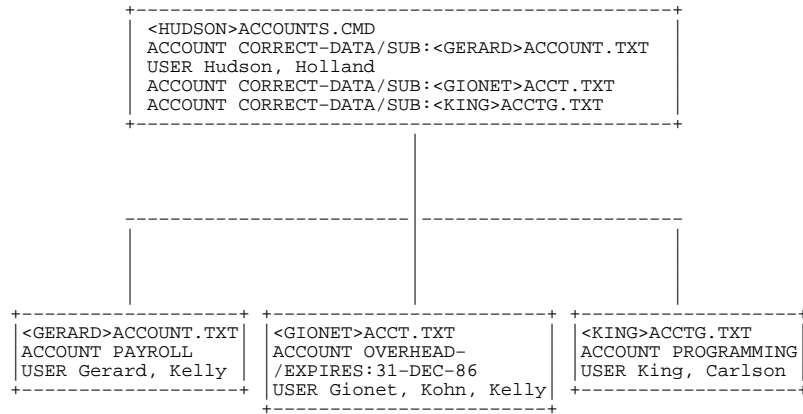 <HUDSON>ACCOUNTS.CMD
ACCOUNT CORRECT-DATA/SUB:<GERARD>ACCOUNT.TXT
USER Hudson, Holland
ACCOUNT CORRECT-DATA/SUB:<GIONET>ACCT.TXT
ACCOUNT CORRECT-DATA/SUB:<KING>ACCTG.TXT
<GERARD>ACCOUNT.TXT
ACCOUNT PAYROLL
USER Gerard, Kelly
<GIONET>ACCT.TXT
ACCOUNT OVERHEAD-
/EXPIRES:31-DEC-86
USER Gionet, Kohn, Kelly
<KING>ACCTG.TXT
ACCOUNT PROGRAMMING
USER King, Carlson